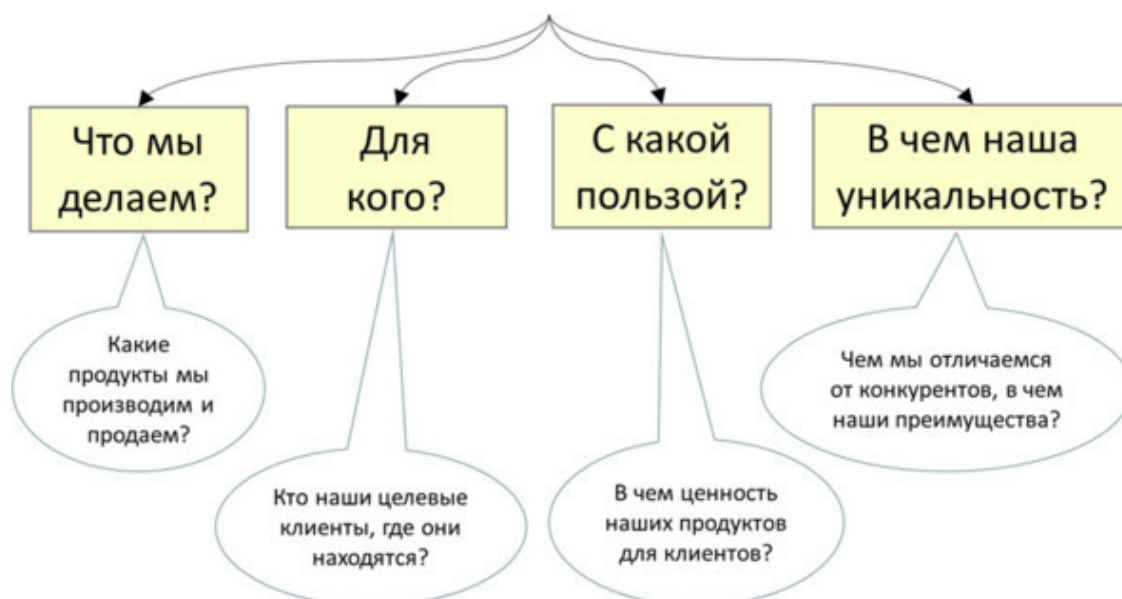 Что мы
делаем?
Для
кого?
С какой
пользой?
В чем наша
уникальность?
Какие
продукты мы
производим и
продаем?
Кто наши целевые
клиенты, где они
находятся?
В чем ценность
наших продуктов
для клиентов?
Чем мы отличаемся
от конкурентов, в чем
наши преимущества?